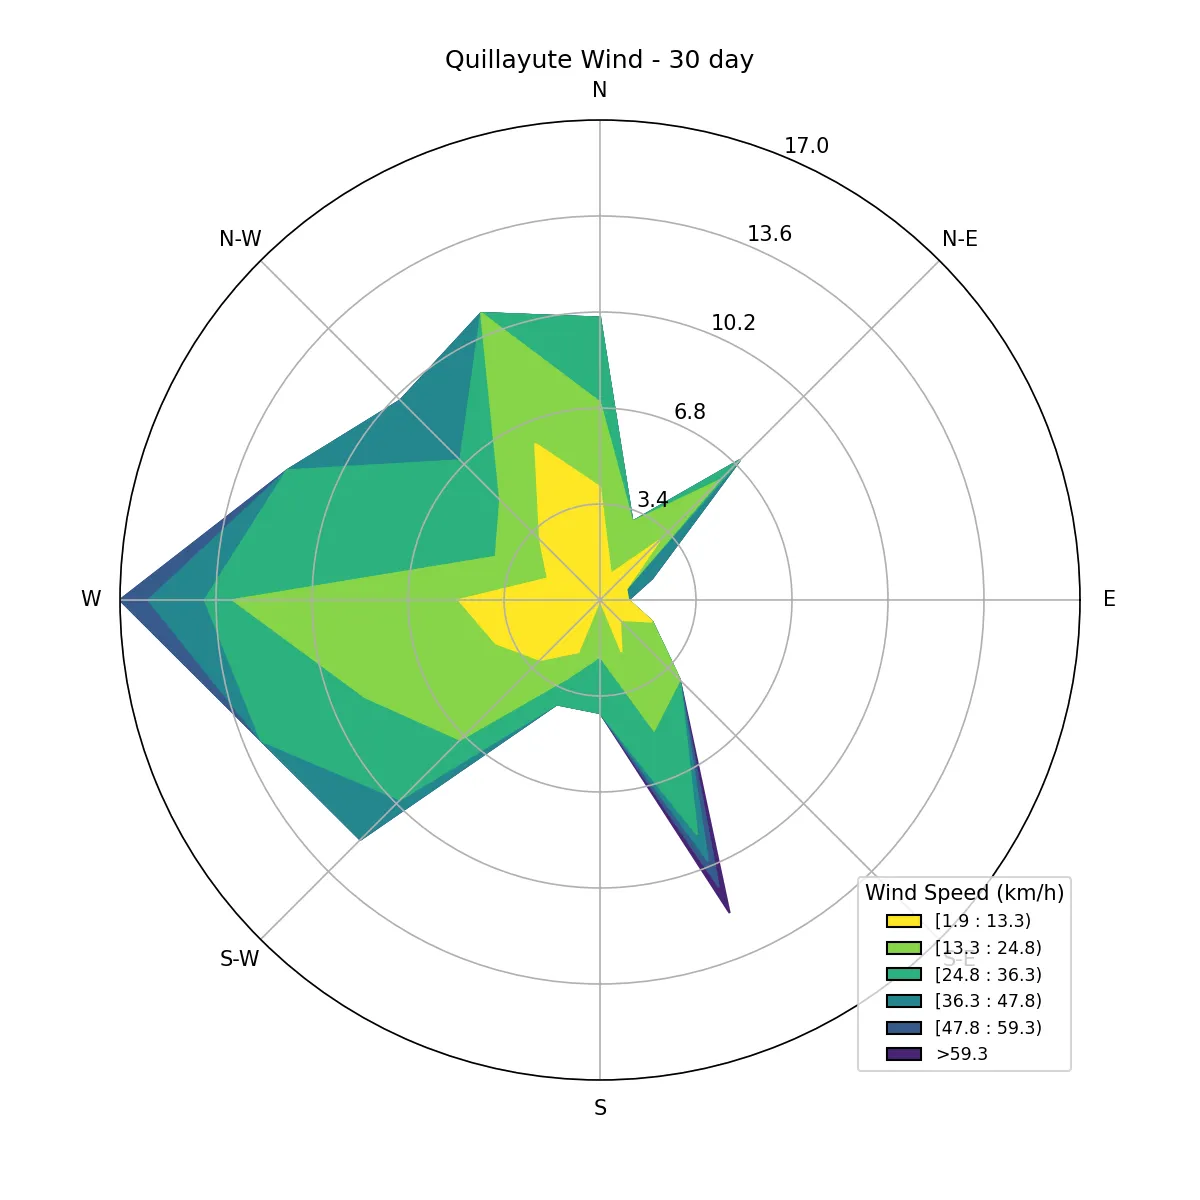 Quillayute Wind - 30 day
N
17.0
13.6
N-W
N-E
10.2
6.8
3.4
W
E
Wind Speed (km/h)
[1.9 : 13.3)
[13.3 : 24.8)
S-W
S-E
[24.8 : 36.3)
[36.3 : 47.8)
[47.8 : 59.3)
>59.3
S